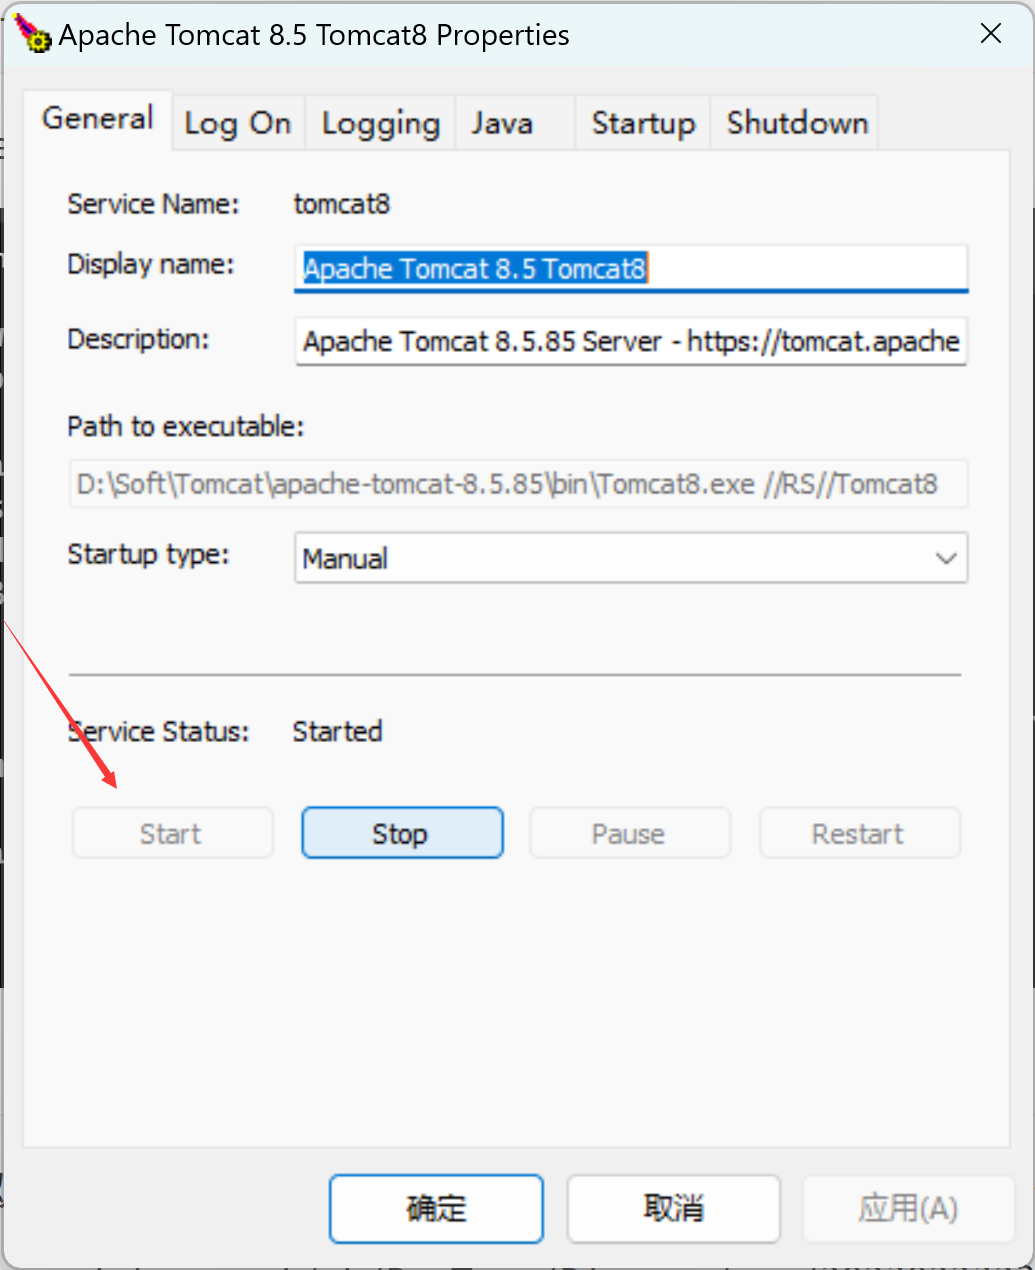 Apache Tomcat 8.5 Tomcat8 Properties
General Log On Logging Java Startup Shutdown
Service Name: tomcat8
Display name: Apache Tomcat 8.5 Tomcat8
Description: Apache Tomcat 8.5.85 Server - https://tomcat.apache
Path to executable:
D:\Soft\Tomcat\apache-tomcat-8.5.85\bin\Tomcat8.exe //RS//Tomcat8
Startup type: Manual
Service Status: Started
Start Stop Pause Restart
确定 取消 应用(A)